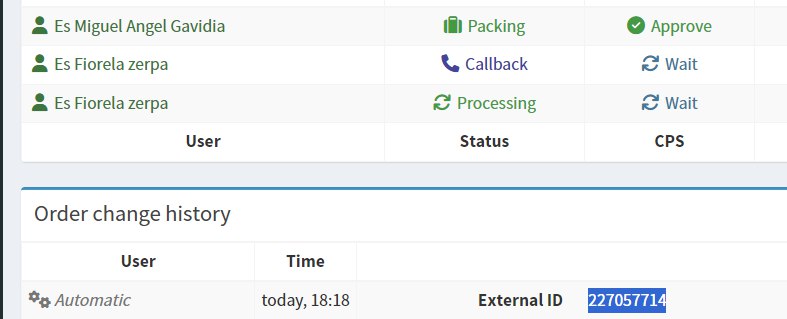 Es Miguel Angel Gavidia Packing Approve
Es Fiorela zerpa Callback Wait
Es Fiorela zerpa Processing Wait
User Status CPS
Order change history
User Time
Automatic today, 18:18 External ID 227057714